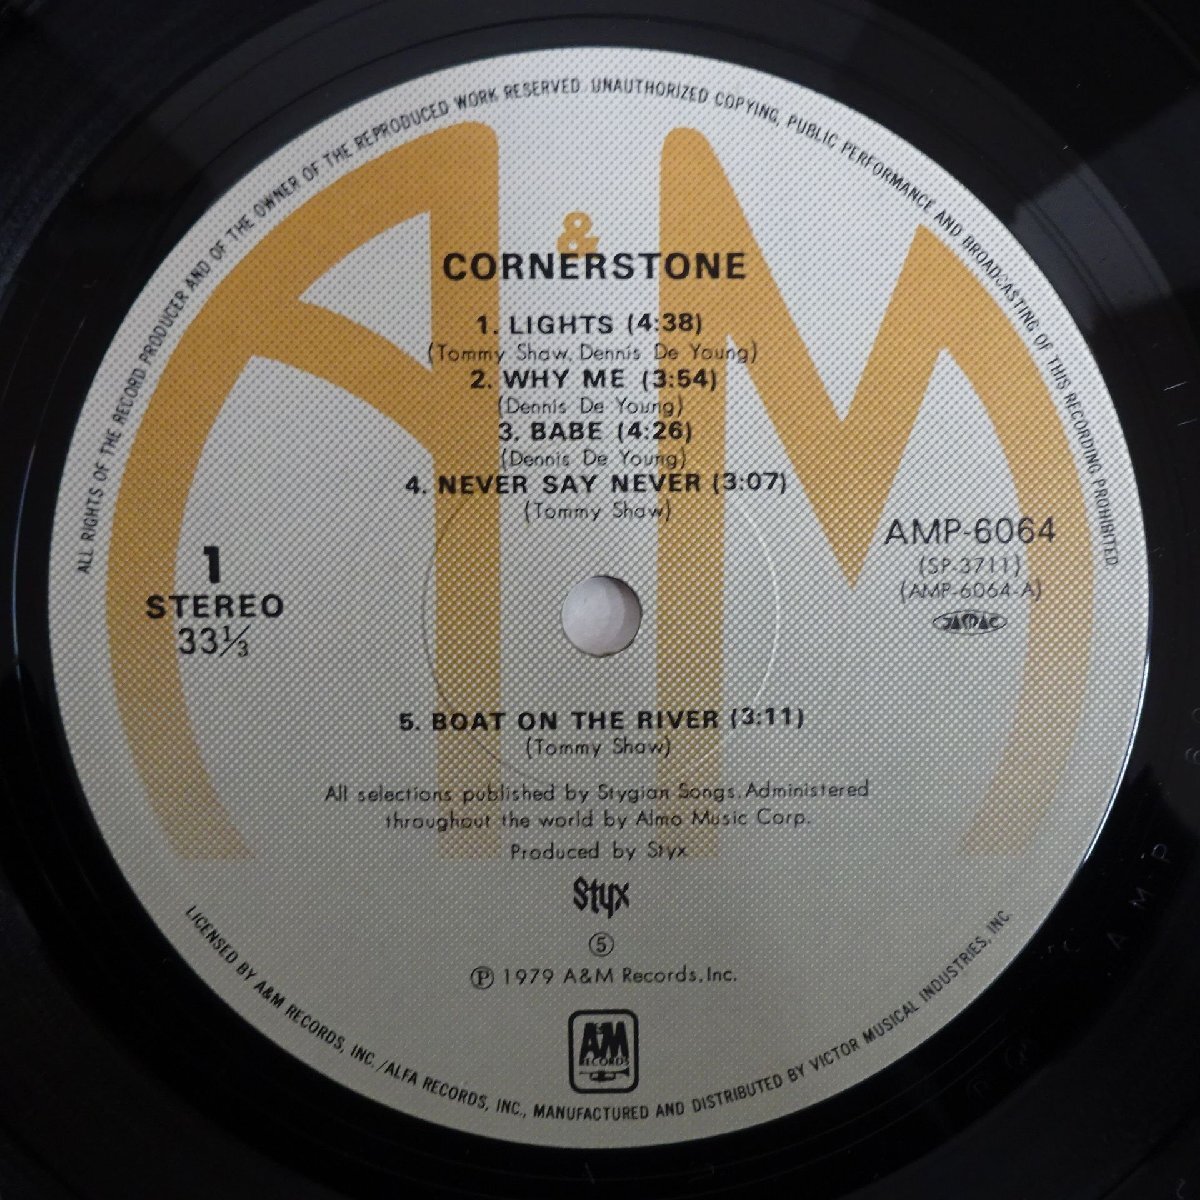 ALL RIGHTS OF THE RECORD PRODUCER AND OF THE OWNER OF THE REPRODUCED WORK RESERVED. UNAUTHORIZED COPYING, PUBLIC PERFORMANCE AND BROADCASTING OF THIS RECORDING PROHIBITED
A&M
CORNERSTONE
1. LIGHTS (4:38)
(Tommy Shaw, Dennis De Young)
2. WHY ME (3:54)
(Dennis De Young)
3. BABE (4:26)
(Dennis De Young)
4. NEVER SAY NEVER (3:07)
(Tommy Shaw)
1
STEREO
33⅓
AMP-6064
(SP-3711)
(AMP-6064-A)
JASRAC
5. BOAT ON THE RIVER (3:11)
(Tommy Shaw)
All selections published by Stygian Songs. Administered
throughout the world by Almo Music Corp.
Produced by Styx
Styx
⑤
Ⓟ 1979 A&M Records, Inc.
A&M
RECORDS
LICENSED BY A&M RECORDS, INC./ALFA RECORDS, INC., MANUFACTURED AND DISTRIBUTED BY VICTOR MUSICAL INDUSTRIES, INC.